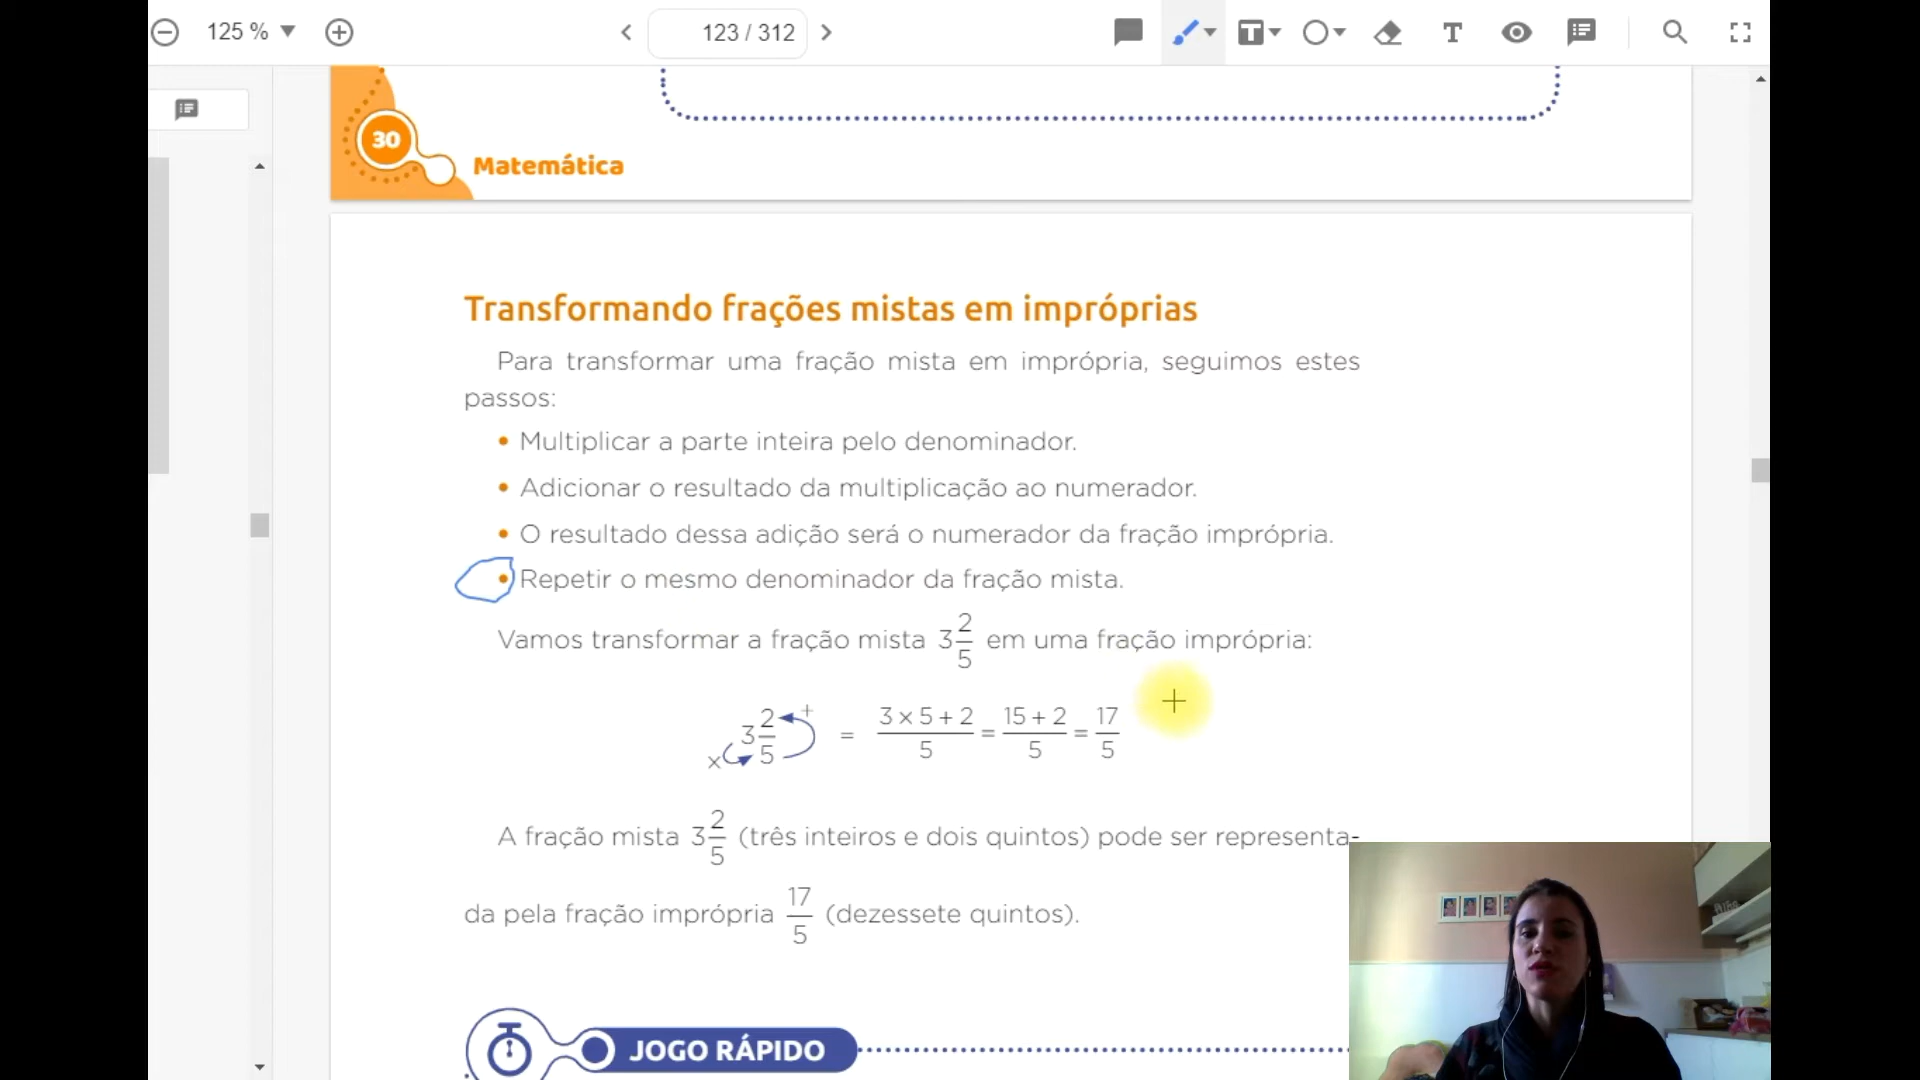 125 %
123 / 312
30
Matemática
Transformando frações mistas em impróprias
Para transformar uma fração mista em imprópria, seguimos estes
passos:
• Multiplicar a parte inteira pelo denominador.
• Adicionar o resultado da multiplicação ao numerador.
• O resultado dessa adição será o numerador da fração imprópria.
• Repetir o mesmo denominador da fração mista.
Vamos transformar a fração mista 3 2/5 em uma fração imprópria:
x 3 2/5 + = (3 × 5 + 2)/5 = (15 + 2)/5 = 17/5
A fração mista 3 2/5 (três inteiros e dois quintos) pode ser representa-
da pela fração imprópria 17/5 (dezessete quintos).
JOGO RÁPIDO